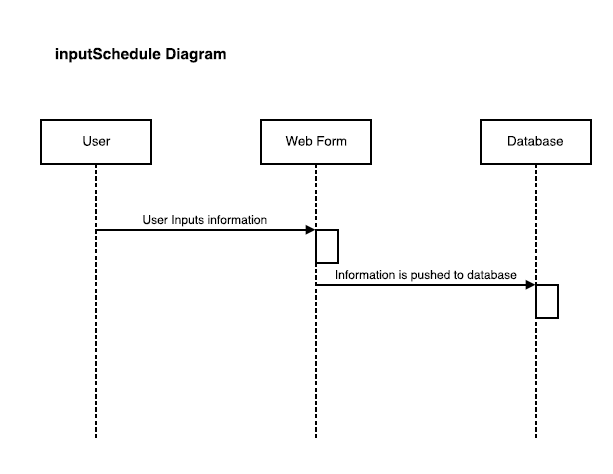 inputSchedule Diagram
User
Web Form
Database
User Inputs information
Information is pushed to database